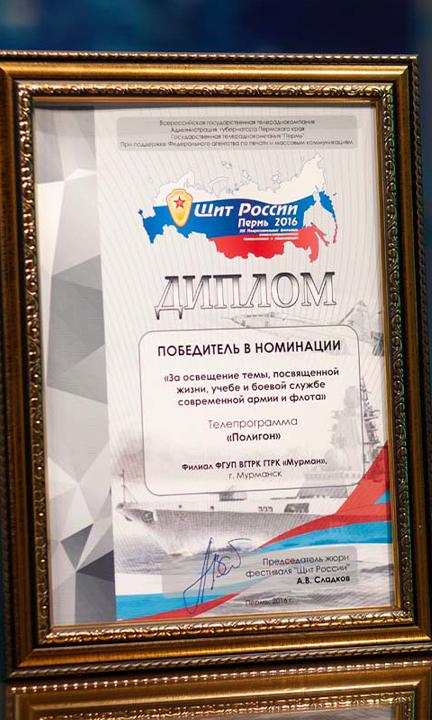 Всероссийская государственная телерадиокомпания
Администрация губернатора Пермского края
Государственная телерадиокомпания "Пермь"
При поддержке Федерального агентства по печати и массовым коммуникациям
Щит России
Пермь 2016
ДИПЛОМ
ПОБЕДИТЕЛЬ В НОМИНАЦИИ
«За освещение темы, посвященной
жизни, учебе и боевой службе
современной армии и флота»
Телепрограмма
«Полигон»
Филиал ФГУП ВГТРК ГТРК «Мурман»,
г. Мурманск
Председатель жюри
фестиваля "Щит России"
А.В. Сладков
Пермь, 2016 г.